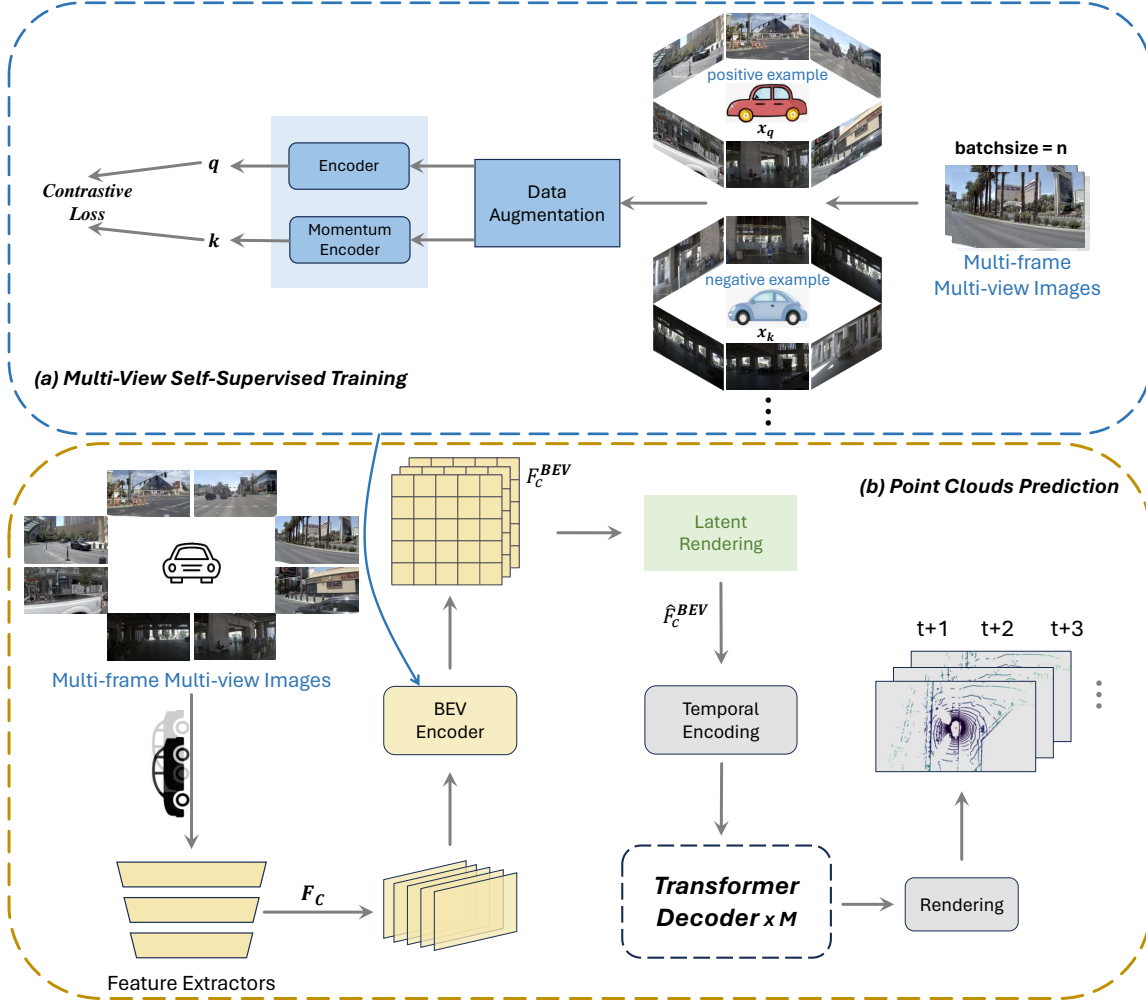 positive example
x_q
batchsize = n
Encoder
q
Data
Augmentation
Contrastive
Loss
Momentum
Encoder
k
Multi-frame
Multi-view Images
negative example
x_k
(a) Multi-View Self-Supervised Training
F_c^BEV
(b) Point Clouds Prediction
Latent
Rendering
F̂_c^BEV
t+1
t+2
t+3
Multi-frame Multi-view Images
BEV
Encoder
Temporal
Encoding
F_C
Transformer
Decoder x M
Rendering
Feature Extractors